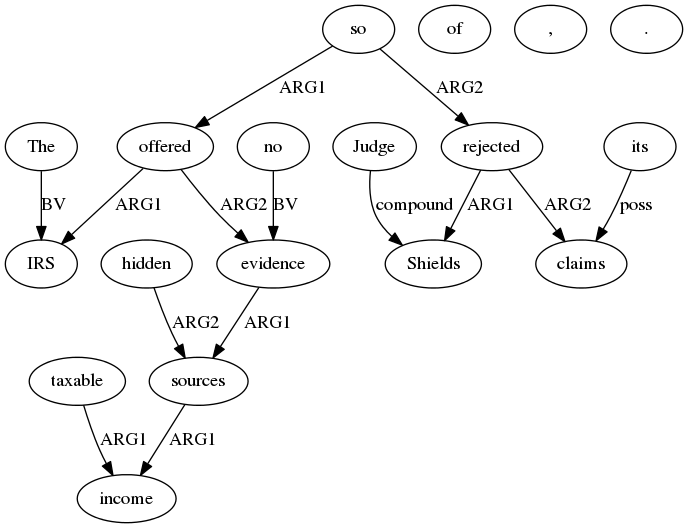 so of , .
ARG1 ARG2
The offered no Judge rejected its
BV ARG1 ARG2 BV compound ARG1 ARG2 poss
IRS hidden evidence Shields claims
ARG2 ARG1
taxable sources
ARG1 ARG1
income